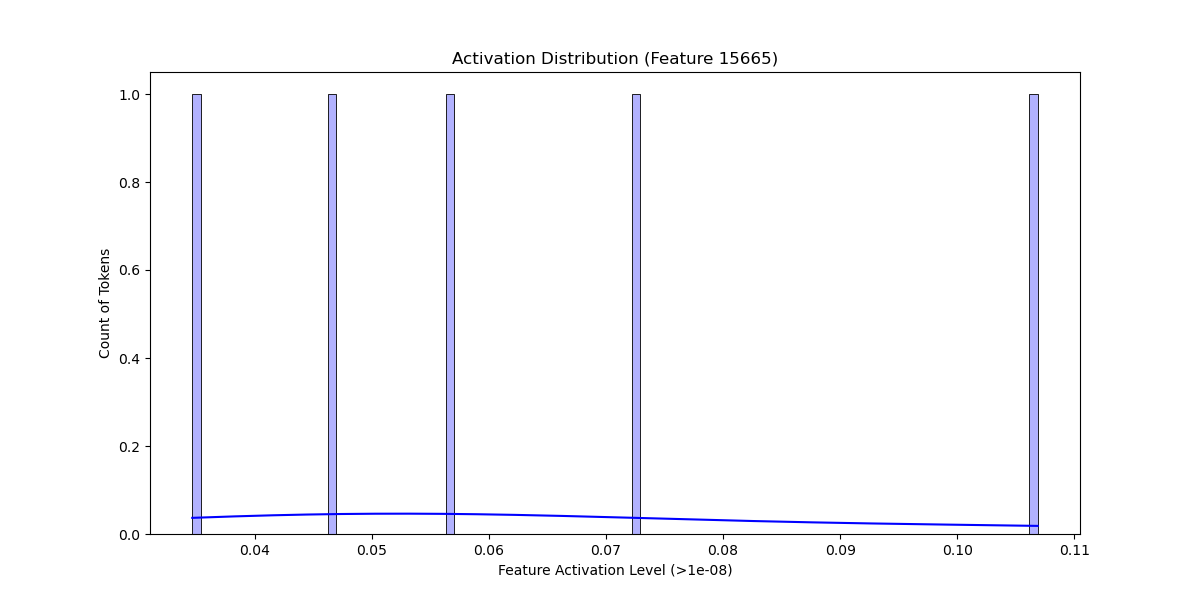 Activation Distribution (Feature 15665)
1.0
0.8
0.6
0.4
0.2
0.0
Count of Tokens
0.04 0.05 0.06 0.07 0.08 0.09 0.10 0.11
Feature Activation Level (>1e-08)